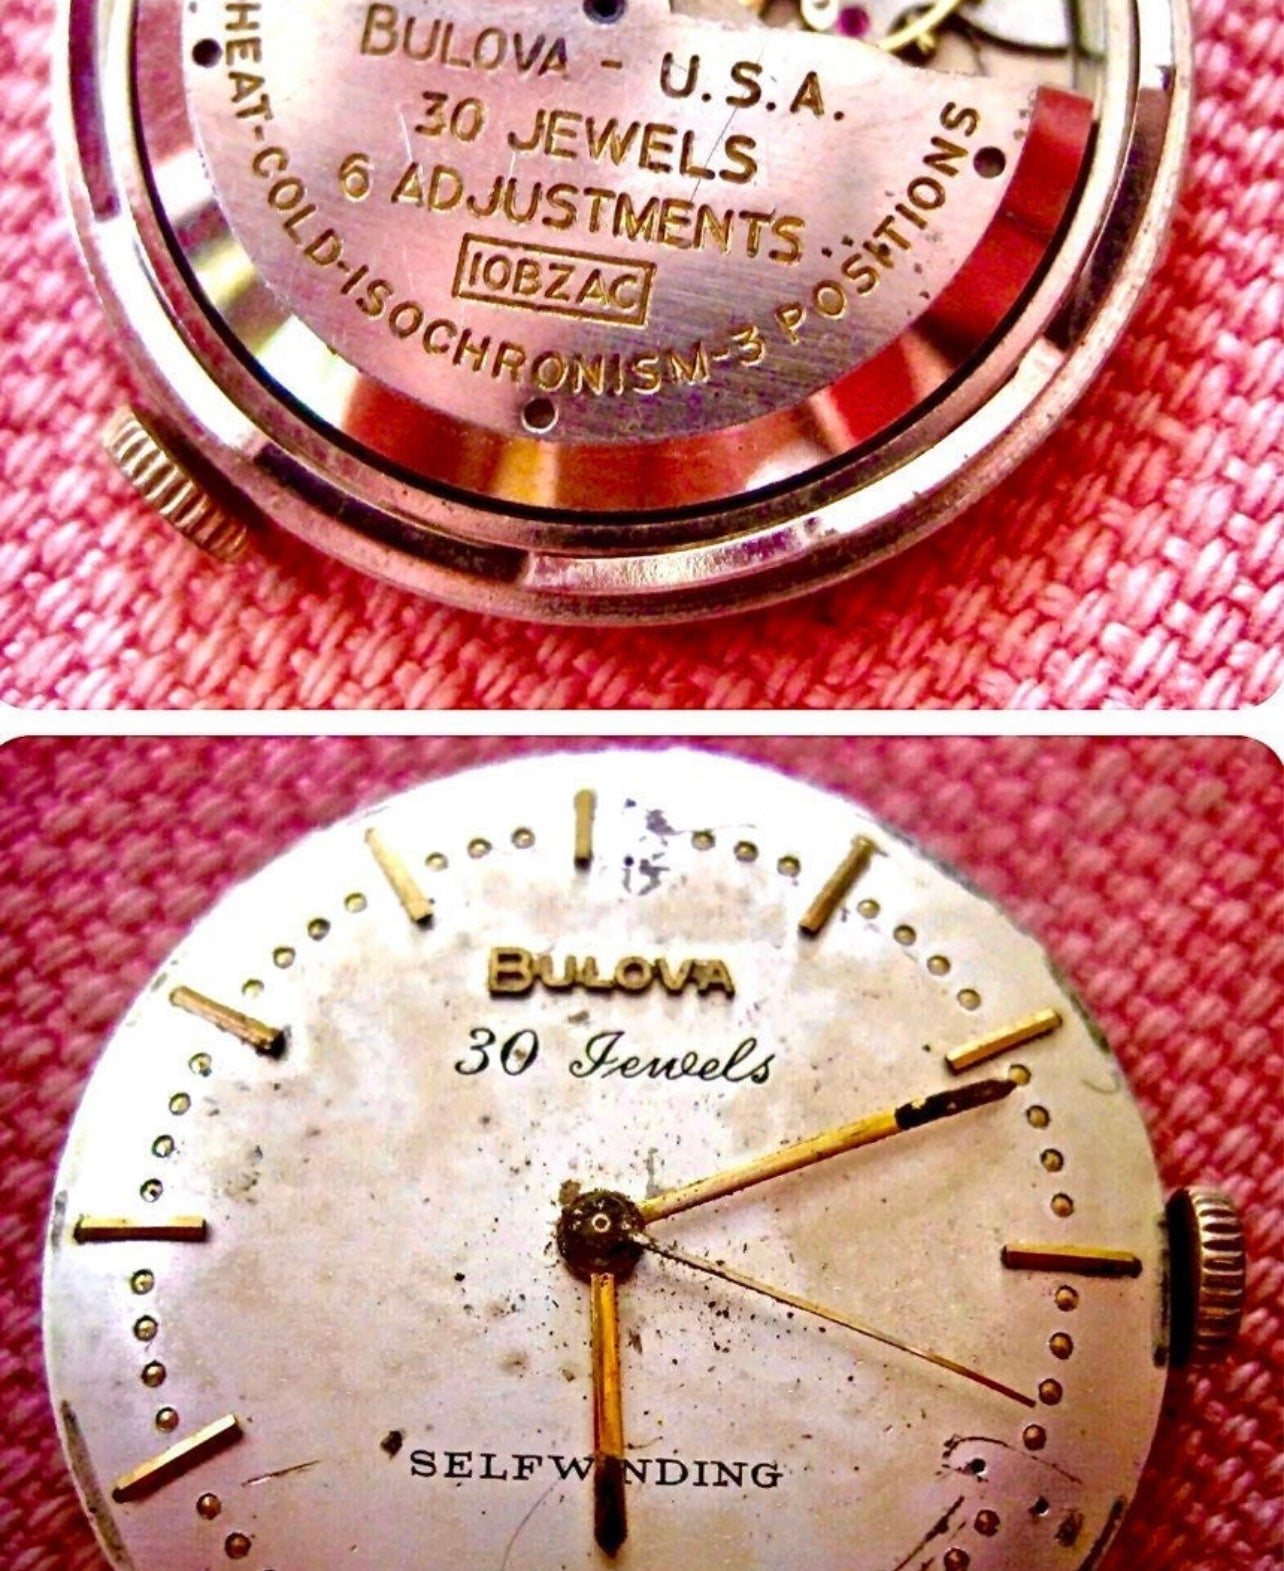 BULOVA - U.S.A.
30 JEWELS
6 ADJUSTMENTS
10BZAC
HEAT-COLD-ISOCHRONISM-3 POSITIONS
BULOVA
30 Jewels
SELFWINDING